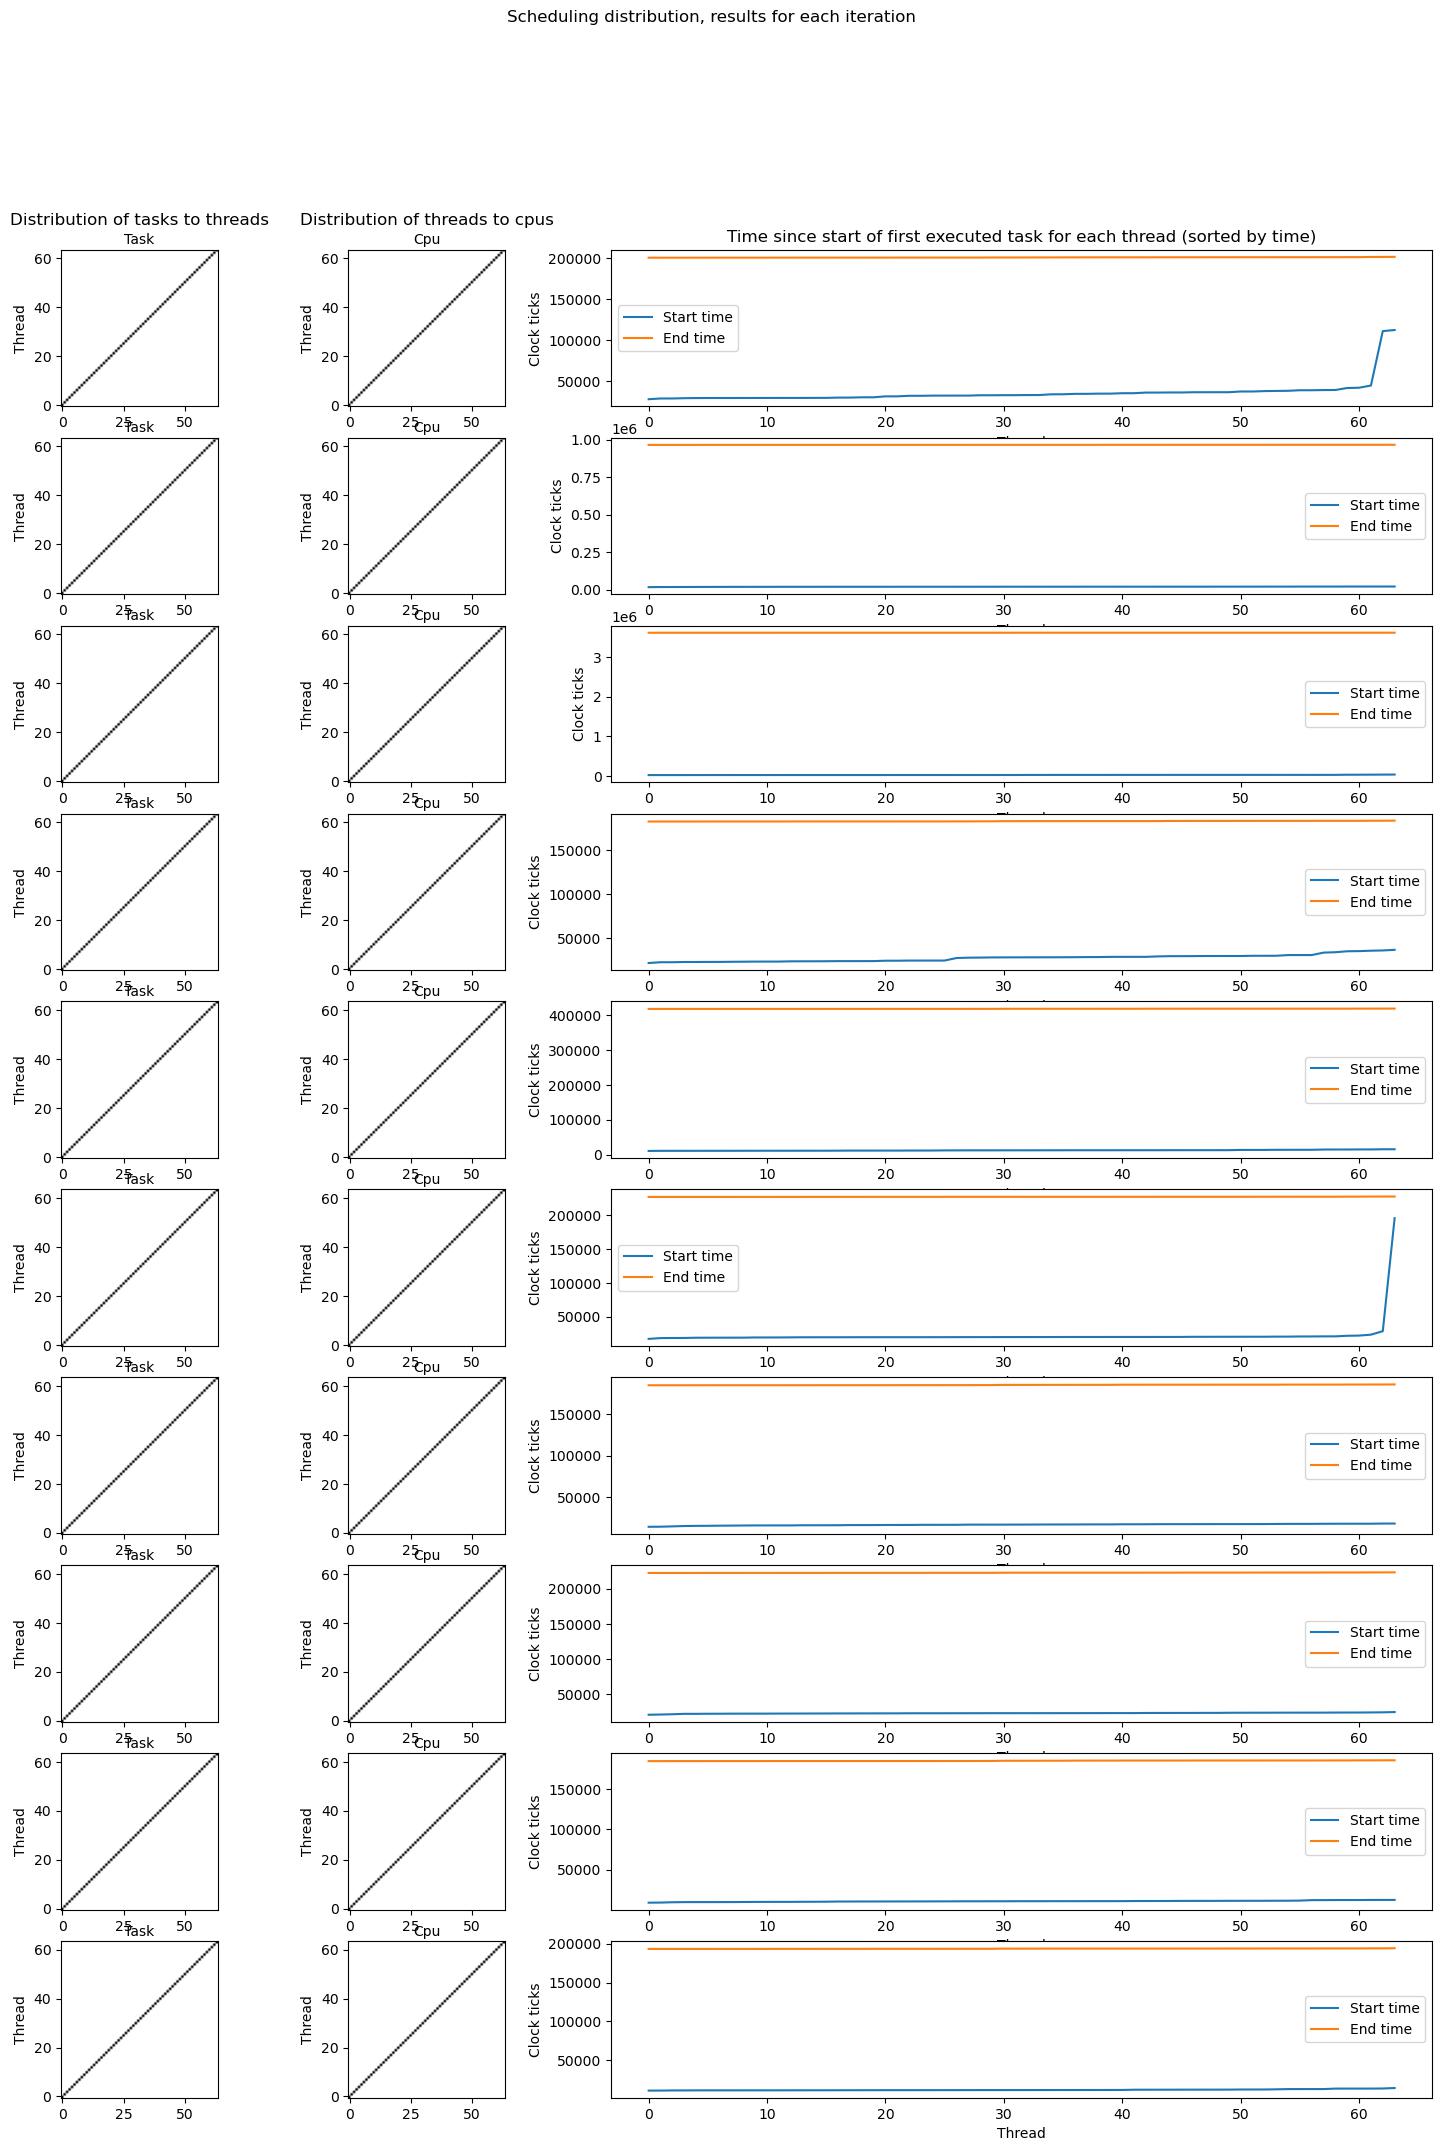 Scheduling distribution, results for each iteration
Distribution of tasks to threads
Distribution of threads to cpus
Time since start of first executed task for each thread (sorted by time)
Task
Cpu
60
40
20
0
Thread
0 25 50
60
40
20
0
Thread
0 25 50
200000
150000
100000
50000
Clock ticks
Start time
End time
0 10 20 30 40 50 60
Task
Cpu
60
40
20
0
Thread
0 25 50
60
40
20
0
Thread
0 25 50
1e6
1.00
0.75
0.50
0.25
0.00
Clock ticks
Start time
End time
0 10 20 30 40 50 60
Task
Cpu
60
40
20
0
Thread
0 25 50
60
40
20
0
Thread
0 25 50
1e6
3
2
1
0
Clock ticks
Start time
End time
0 10 20 30 40 50 60
Task
Cpu
60
40
20
0
Thread
0 25 50
60
40
20
0
Thread
0 25 50
150000
100000
50000
Clock ticks
Start time
End time
0 10 20 30 40 50 60
Task
Cpu
60
40
20
0
Thread
0 25 50
60
40
20
0
Thread
0 25 50
400000
300000
200000
100000
0
Clock ticks
Start time
End time
0 10 20 30 40 50 60
Task
Cpu
60
40
20
0
Thread
0 25 50
60
40
20
0
Thread
0 25 50
200000
150000
100000
50000
Clock ticks
Start time
End time
0 10 20 30 40 50 60
Task
Cpu
60
40
20
0
Thread
0 25 50
60
40
20
0
Thread
0 25 50
150000
100000
50000
Clock ticks
Start time
End time
0 10 20 30 40 50 60
Task
Cpu
60
40
20
0
Thread
0 25 50
60
40
20
0
Thread
0 25 50
200000
150000
100000
50000
Clock ticks
Start time
End time
0 10 20 30 40 50 60
Task
Cpu
60
40
20
0
Thread
0 25 50
60
40
20
0
Thread
0 25 50
150000
100000
50000
Clock ticks
Start time
End time
0 10 20 30 40 50 60
Task
Cpu
60
40
20
0
Thread
0 25 50
60
40
20
0
Thread
0 25 50
200000
150000
100000
50000
Clock ticks
Start time
End time
0 10 20 30 40 50 60
Thread